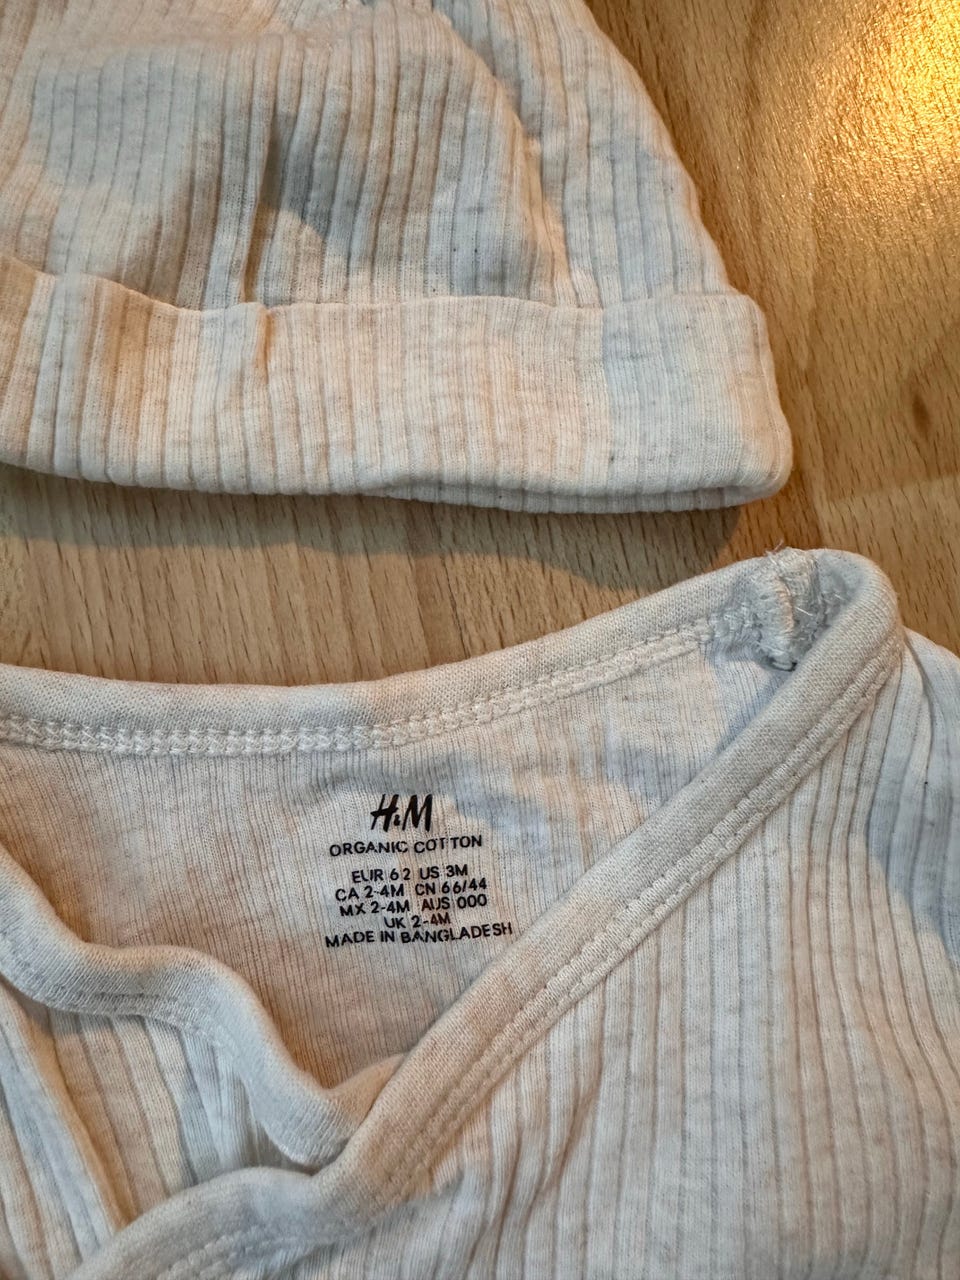 H&M
ORGANIC COTTON
EUR 62 US 3M
CA 2-4M CN 66/44
MX 2-4M AUS 000
UK 2-4M
MADE IN BANGLADESH